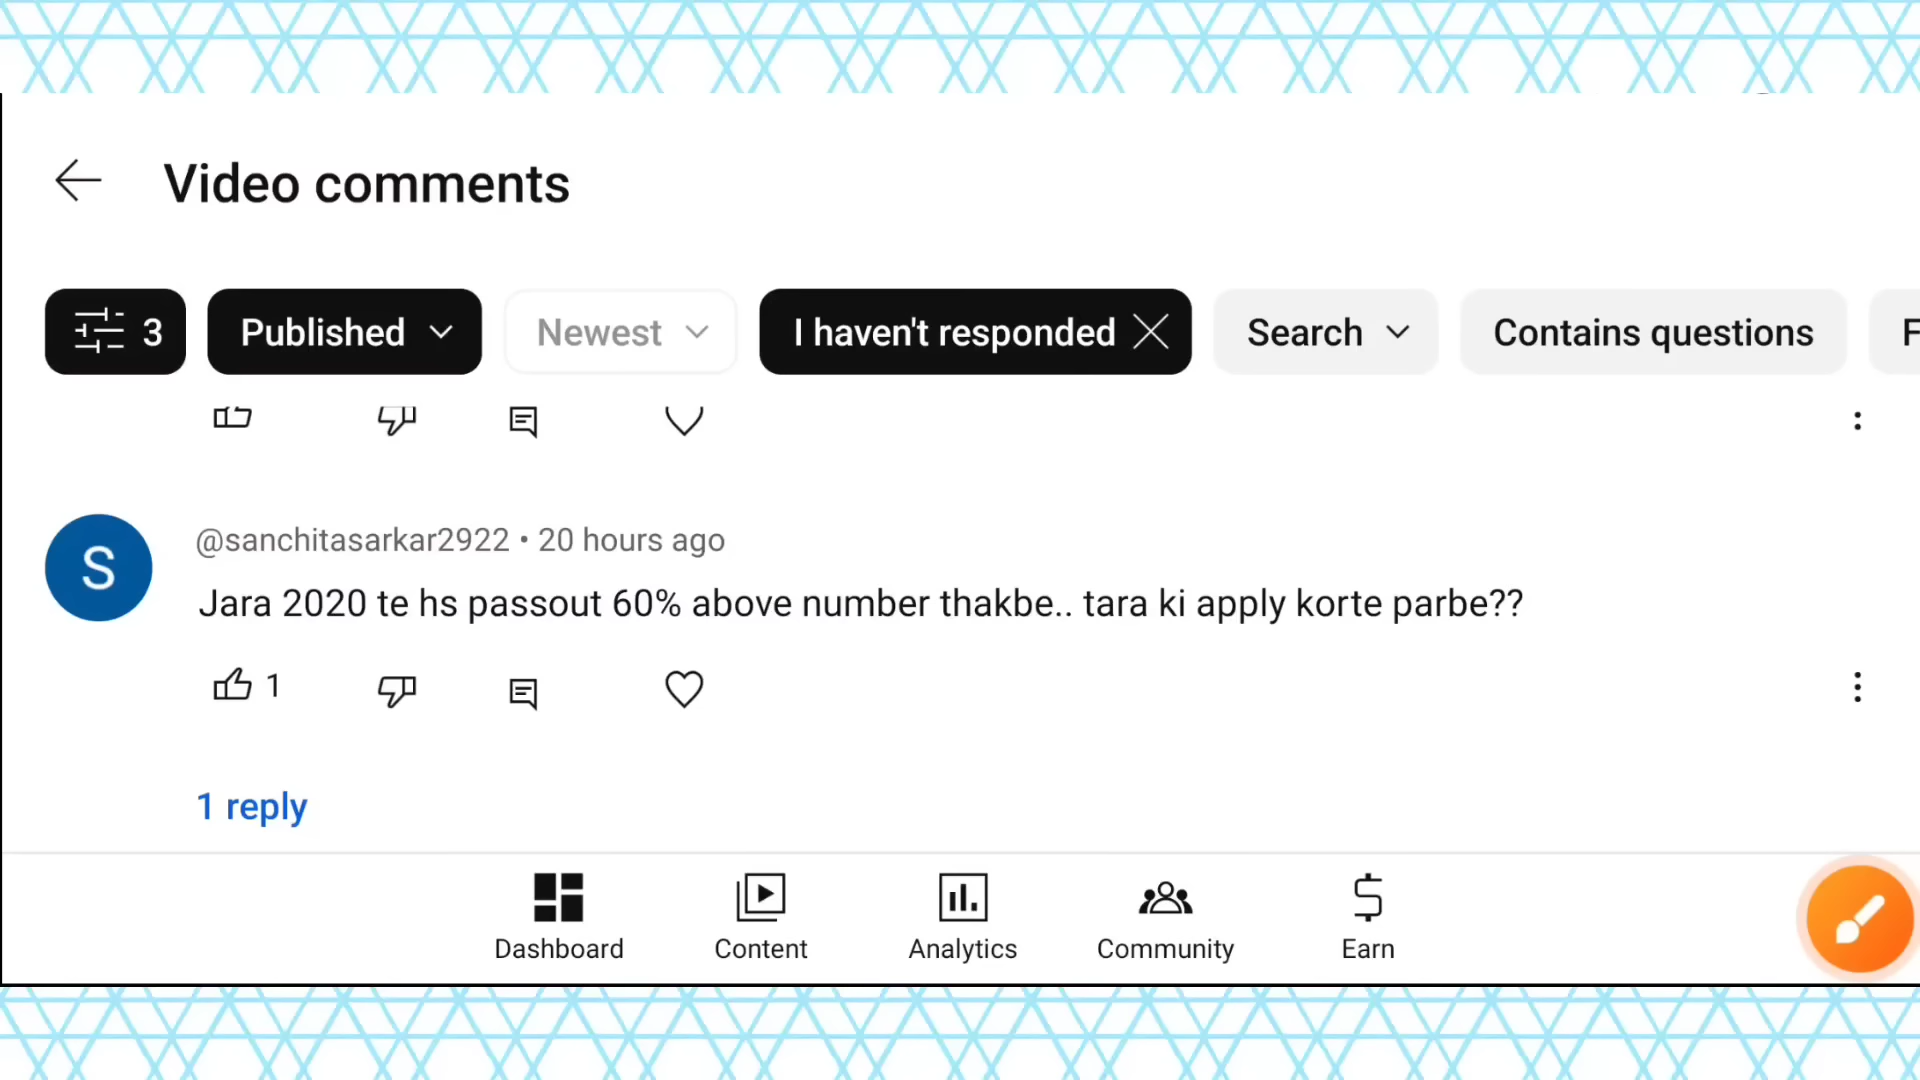 Video comments
3 Published Newest I haven't responded Search Contains questions F
@sanchitasarkar2922 • 20 hours ago
S
Jara 2020 te hs passout 60% above number thakbe.. tara ki apply korte parbe??
1
1 reply
Dashboard Content Analytics Community Earn